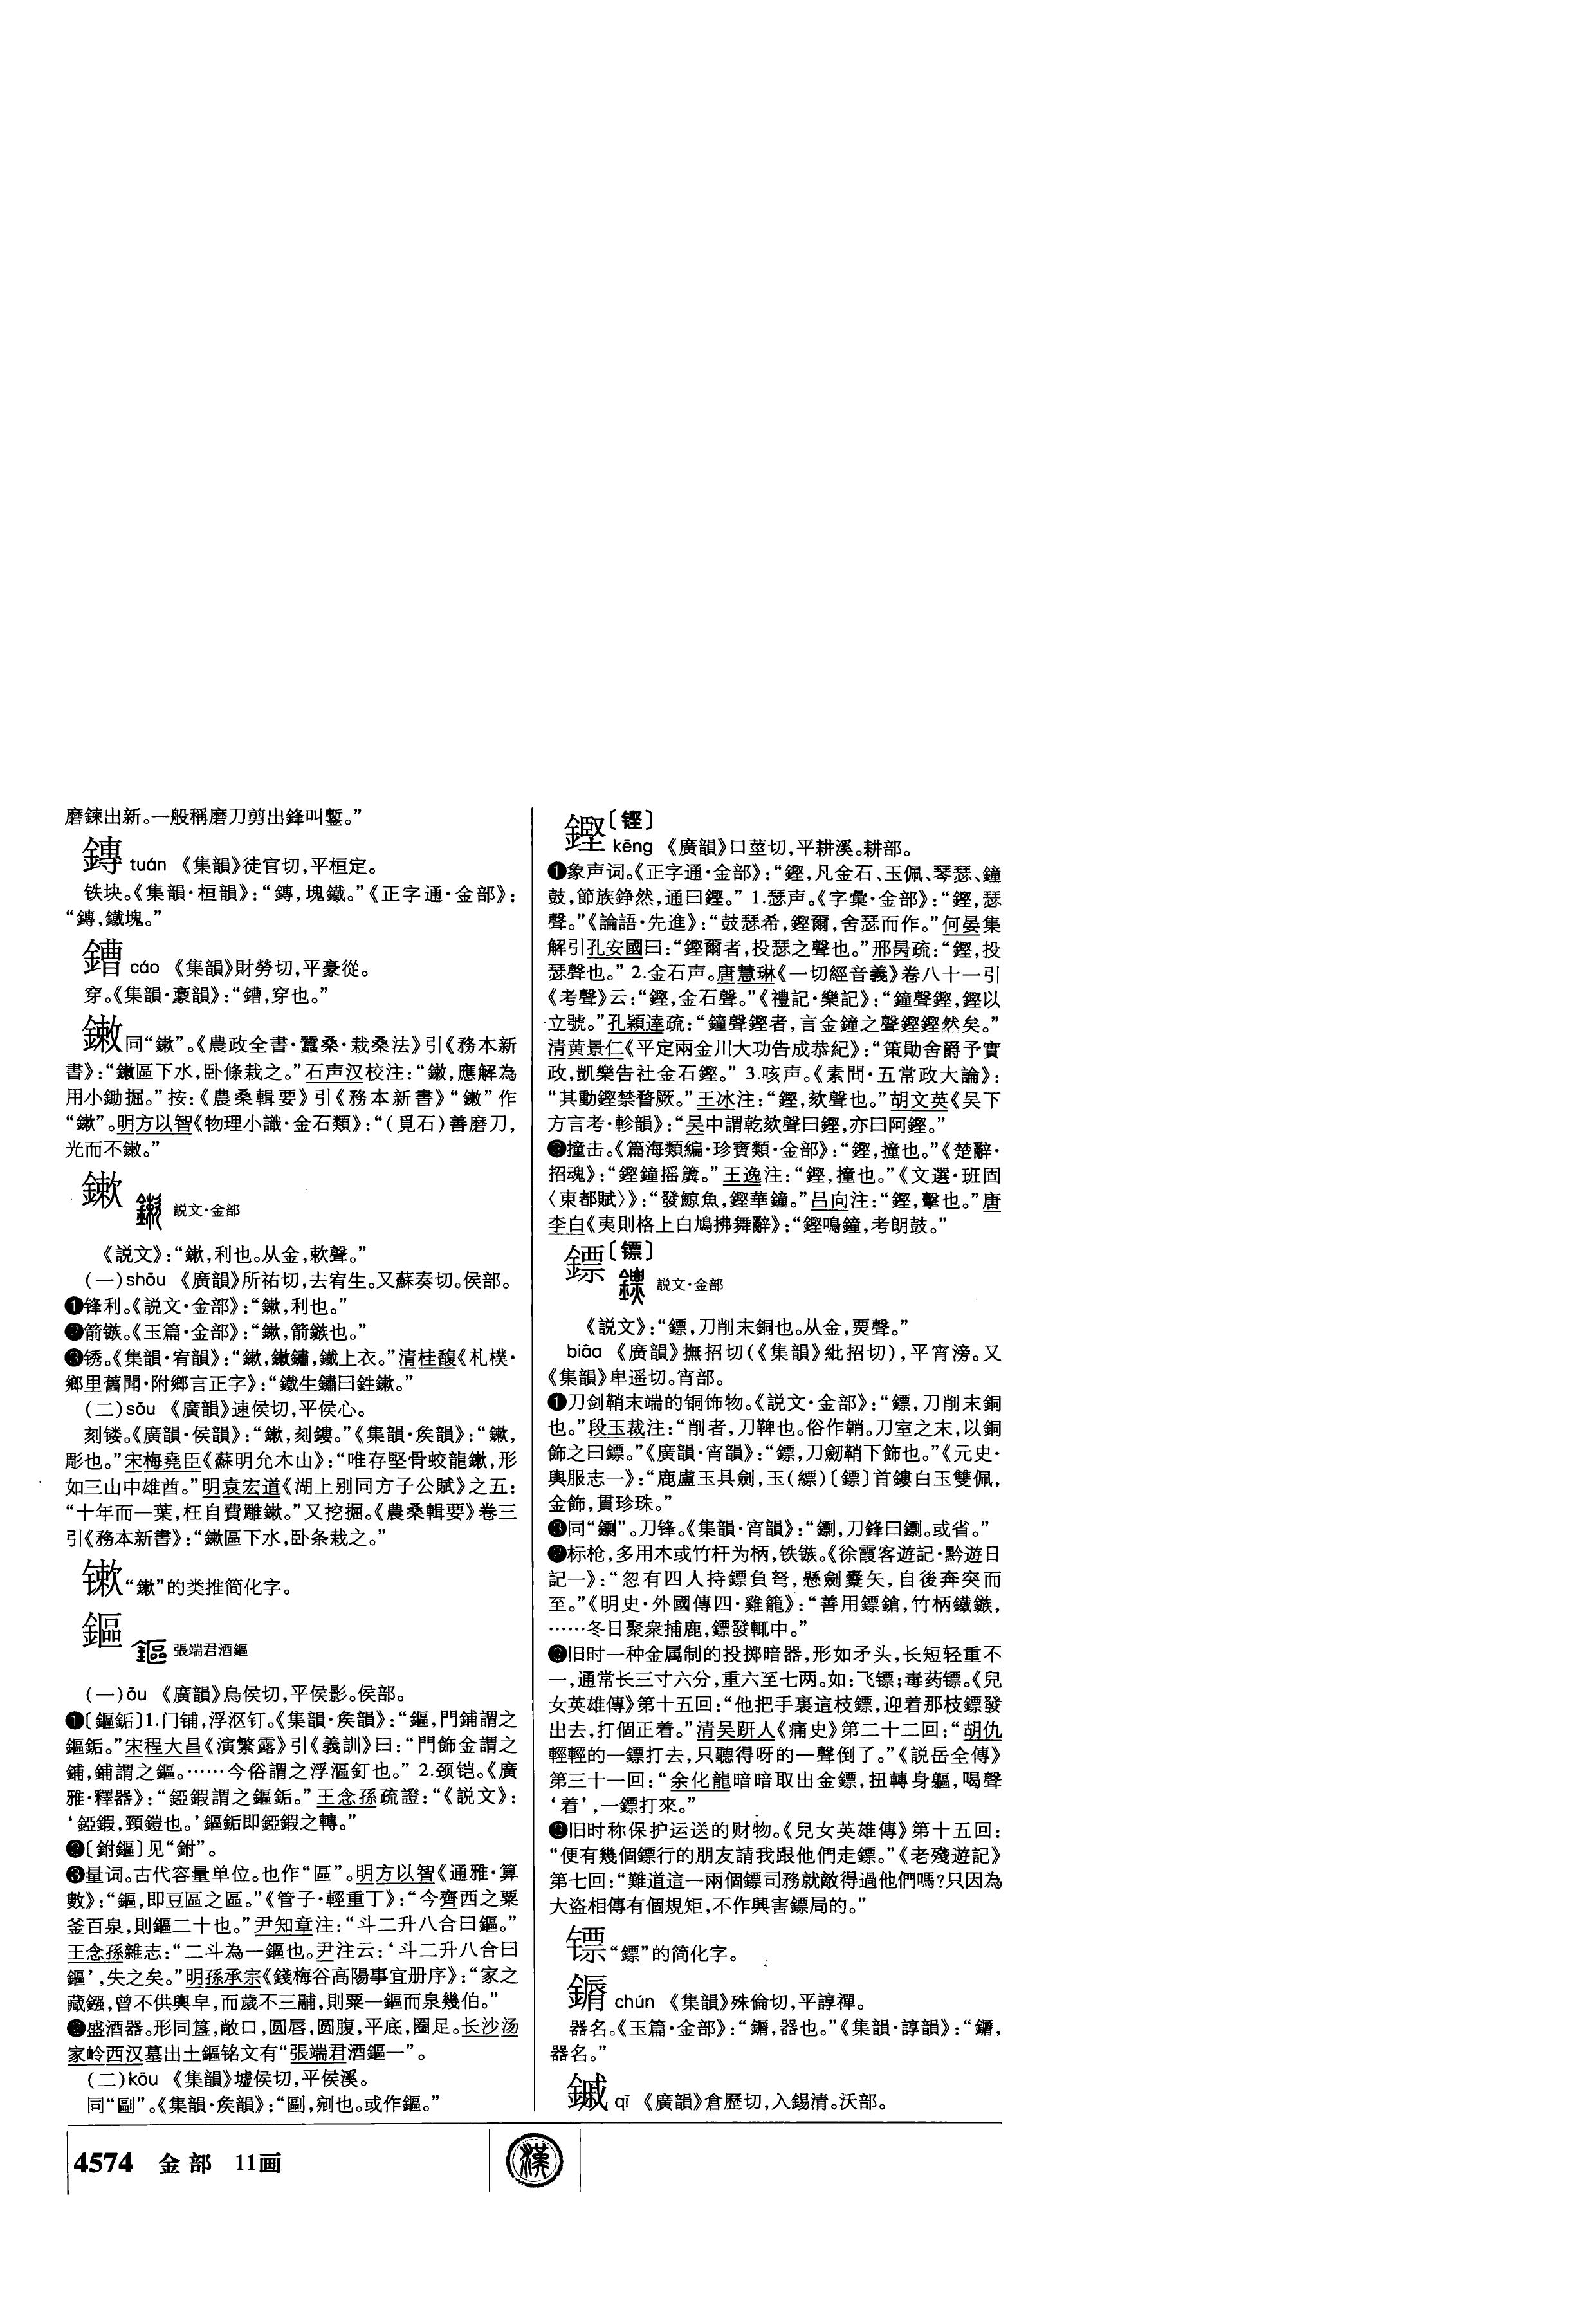 磨鍊出新。一般稱磨刀剪出鋒叫鏨。”
鏄 tuán 《集韻》徒官切，平桓定。
铁块。《集韻·桓韻》：“鏄，塊鐵。”《正字通·金部》：
“鏄，鐵塊。”
鏪 cáo 《集韻》財勞切，平豪從。
穿。《集韻·豪韻》：“鏪，穿也。”
鏾同“鏉”。《農政全書·蠶桑·栽桑法》引《務本新
書》：“區下水，卧條栽之。”石声汉校注：“，應解為
用小鋤掘。”按：《農桑輯要》引《務本新書》“”作
“鏉”。明方以智《物理小識·金石類》：“（覓石）善磨刀，
光而不。”
鏉 説文·金部
《説文》：“鏉，利也。从金，欶聲。”
（一）shòu 《廣韻》所祐切，去宥生。又蘇奏切。侯部。
❶锋利。《説文·金部》：“鏉，利也。”
❷箭镞。《玉篇·金部》：“鏉，箭鏃也。”
❸锈。《集韻·宥韻》：“鏉，鏽，鐵上衣。”清桂馥《札樸·
鄉里舊聞·附鄉言正字》：“鐵生鏽曰鉎鏉。”
（二）sōu 《廣韻》速侯切，平侯心。
刻镂。《廣韻·侯韻》：“鏉，刻鏤。”《集韻·矦韻》：“鏉，
彫也。”宋梅堯臣《蘇明允木山》：“唯存堅骨蛟龍鏉，形
如三山中雄酋。”明袁宏道《湖上别同方子公賦》之五：
“十年而一葉，枉自費雕鏉。”又挖掘。《農桑輯要》卷三
引《務本新書》：“鏉區下水，卧条栽之。”
“鏉”的类推简化字。
鏂 張端君酒鏂
（一）ōu 《廣韻》烏侯切，平侯影。侯部。
❶〔鏂銗〕1.门铺，浮沤钉。《集韻·矦韻》：“鏂，門鋪謂之
鏂銗。”宋程大昌《演繁露》引《義訓》曰：“門飾金謂之
鋪，鋪謂之鏂。……今俗謂之浮漚釘也。” 2.颈铠。《廣
雅·釋器》：“錏鍜謂之鏂銗。”王念孫疏證：“《説文》：
‘錏鍜，頸鎧也。’鏂銗即錏鍜之轉。”
❷〔鉜鏂〕见“鉜”。
❸量词。古代容量单位。也作“區”。明方以智《通雅·算
數》：“鏂，即豆區之區。”《管子·輕重丁》：“今齊西之粟
釜百泉，則鏂二十也。”尹知章注：“斗二升八合曰鏂。”
王念孫雜志：“二斗為一鏂也。尹注云：‘斗二升八合曰
鏂’，失之矣。”明孫承宗《錢梅谷高陽事宜册序》：“家之
藏鏹，曾不供輿皁，而歲不三鬴，則粟一鏂而泉幾伯。”
❷盛酒器。形同簋，敞口，圆唇，圆腹，平底，圈足。长沙汤
家岭西汉墓出土鏂铭文有“張端君酒鏂一”。
（二）kōu 《集韻》墟侯切，平侯溪。
同“剾”。《集韻·矦韻》：“剾，剜也。或作鏂。”
鏗〔铿〕
kēng 《廣韻》口莖切，平耕溪。耕部。
❶象声词。《正字通·金部》：“鏗，凡金石、玉佩、琴瑟、鐘
鼓，節族錚然，通曰鏗。” 1.瑟声。《字彙·金部》：“鏗，瑟
聲。”《論語·先進》：“鼓瑟希，鏗爾，舍瑟而作。”何晏集
解引孔安國曰：“鏗爾者，投瑟之聲也。”邢昺疏：“鏗，投
瑟聲也。” 2.金石声。唐慧琳《一切經音義》卷八十一引
《考聲》云：“鏗，金石聲。”《禮記·樂記》：“鐘聲鏗，鏗以
立號。”孔穎達疏：“鐘聲鏗者，言金鐘之聲鏗鏗然矣。”
清黄景仁《平定兩金川大功告成恭紀》：“策勛舍爵予實
政，凱樂告社金石鏗。” 3.咳声。《素問·五常政大論》：
“其動鏗禁瞀厥。”王冰注：“鏗，欬聲也。”胡文英《吴下
方言考·軫韻》：“吴中謂乾欬聲曰鏗，亦曰阿鏗。”
❷撞击。《篇海類編·珍寶類·金部》：“鏗，撞也。”《楚辭·
招魂》：“鏗鐘摇簴。”王逸注：“鏗，撞也。”《文選·班固
〈東都賦〉》：“發鯨魚，鏗華鐘。”吕向注：“鏗，擊也。”唐
李白《夷則格上白鳩拂舞辭》：“鏗鳴鐘，考朗鼓。”
鏢〔镖〕 説文·金部
《説文》：“鏢，刀削末銅也。从金，㶾聲。”
biāo 《廣韻》撫招切（《集韻》紕招切），平宵滂。又
《集韻》卑遥切。宵部。
❶刀剑鞘末端的铜饰物。《説文·金部》：“鏢，刀削末銅
也。”段玉裁注：“削者，刀鞞也。俗作鞘。刀室之末，以銅
飾之曰鏢。”《廣韻·宵韻》：“鏢，刀劒鞘下飾也。”《元史·
輿服志一》：“鹿盧玉具劍，玉（縹）〔鏢〕首鏤白玉雙佩，
金飾，貫珍珠。”
❸同“鏢”。刀锋。《集韻·宵韻》：“，刀鋒曰。或省。”
❷标枪，多用木或竹杆为柄，铁镞。《徐霞客遊記·黔遊日
記一》：“忽有四人持鏢負弩，懸劍櫜矢，自後奔突而
至。”《明史·外國傳四·雞籠》：“善用鏢鎗，竹柄鐵鏃，
……冬日聚衆捕鹿，鏢發輒中。”
❷旧时一种金属制的投掷暗器，形如矛头，长短轻重不
一，通常长三寸六分，重六至七两。如：飞镖；毒药镖。《兒
女英雄傳》第十五回：“他把手裏這枝鏢，迎着那枝鏢發
出去，打個正着。”清吴趼人《痛史》第二十二回：“胡仇
輕輕的一鏢打去，只聽得呀的一聲倒了。”《説岳全傳》
第三十一回：“余化龍暗暗取出金鏢，扭轉身軀，喝聲
‘着’，一鏢打來。”
❸旧时称保护运送的财物。《兒女英雄傳》第十五回：
“便有幾個鏢行的朋友請我跟他們走鏢。”《老殘遊記》
第七回：“難道這一兩個鏢司務就敵得過他們嗎？只因為
大盗相傳有個規矩，不作興害鏢局的。”
镖“鏢”的简化字。
chún 《集韻》殊倫切，平諄禪。
器名。《玉篇·金部》：“，器也。”《集韻·諄韻》：“，
器名。”
鏚 qī 《廣韻》倉歷切，入錫清。沃部。
4574 金部 11画
漢